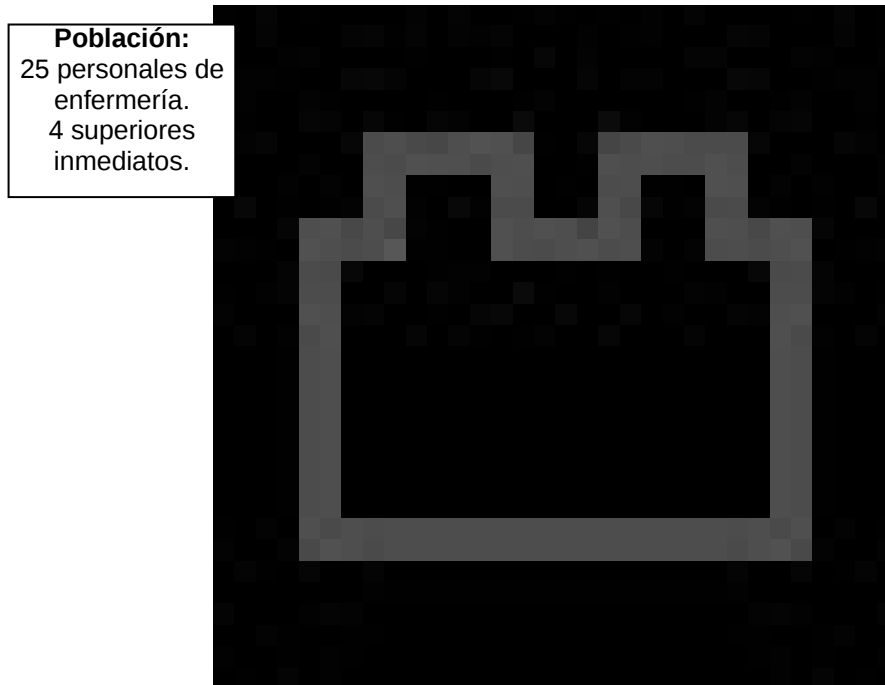 Población:
25 personales de
enfermería.
4 superiores
inmediatos.